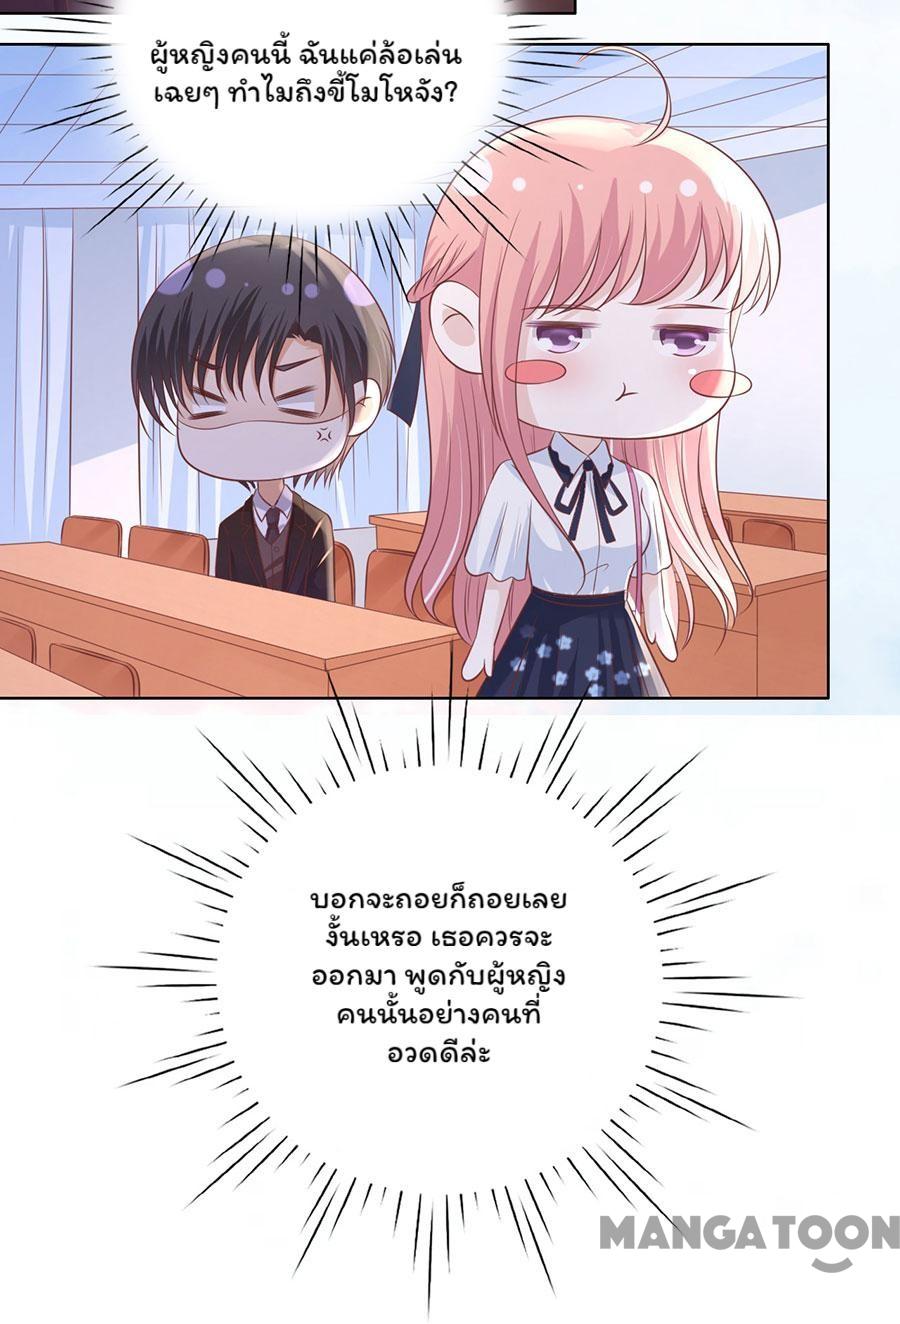 ผู้หญิงคนนี้ ฉันแค่ล้อเล่น
เฉยๆ ทำไมถึงขี้โมโหจัง?
บอกจะถอยก็ถอยเลย
งั้นเหรอ เธอควรจะ
ออกมา พูดกับผู้หญิง
คนนั้นอย่างคนที่
อวดดีล่ะ
MANGATOON